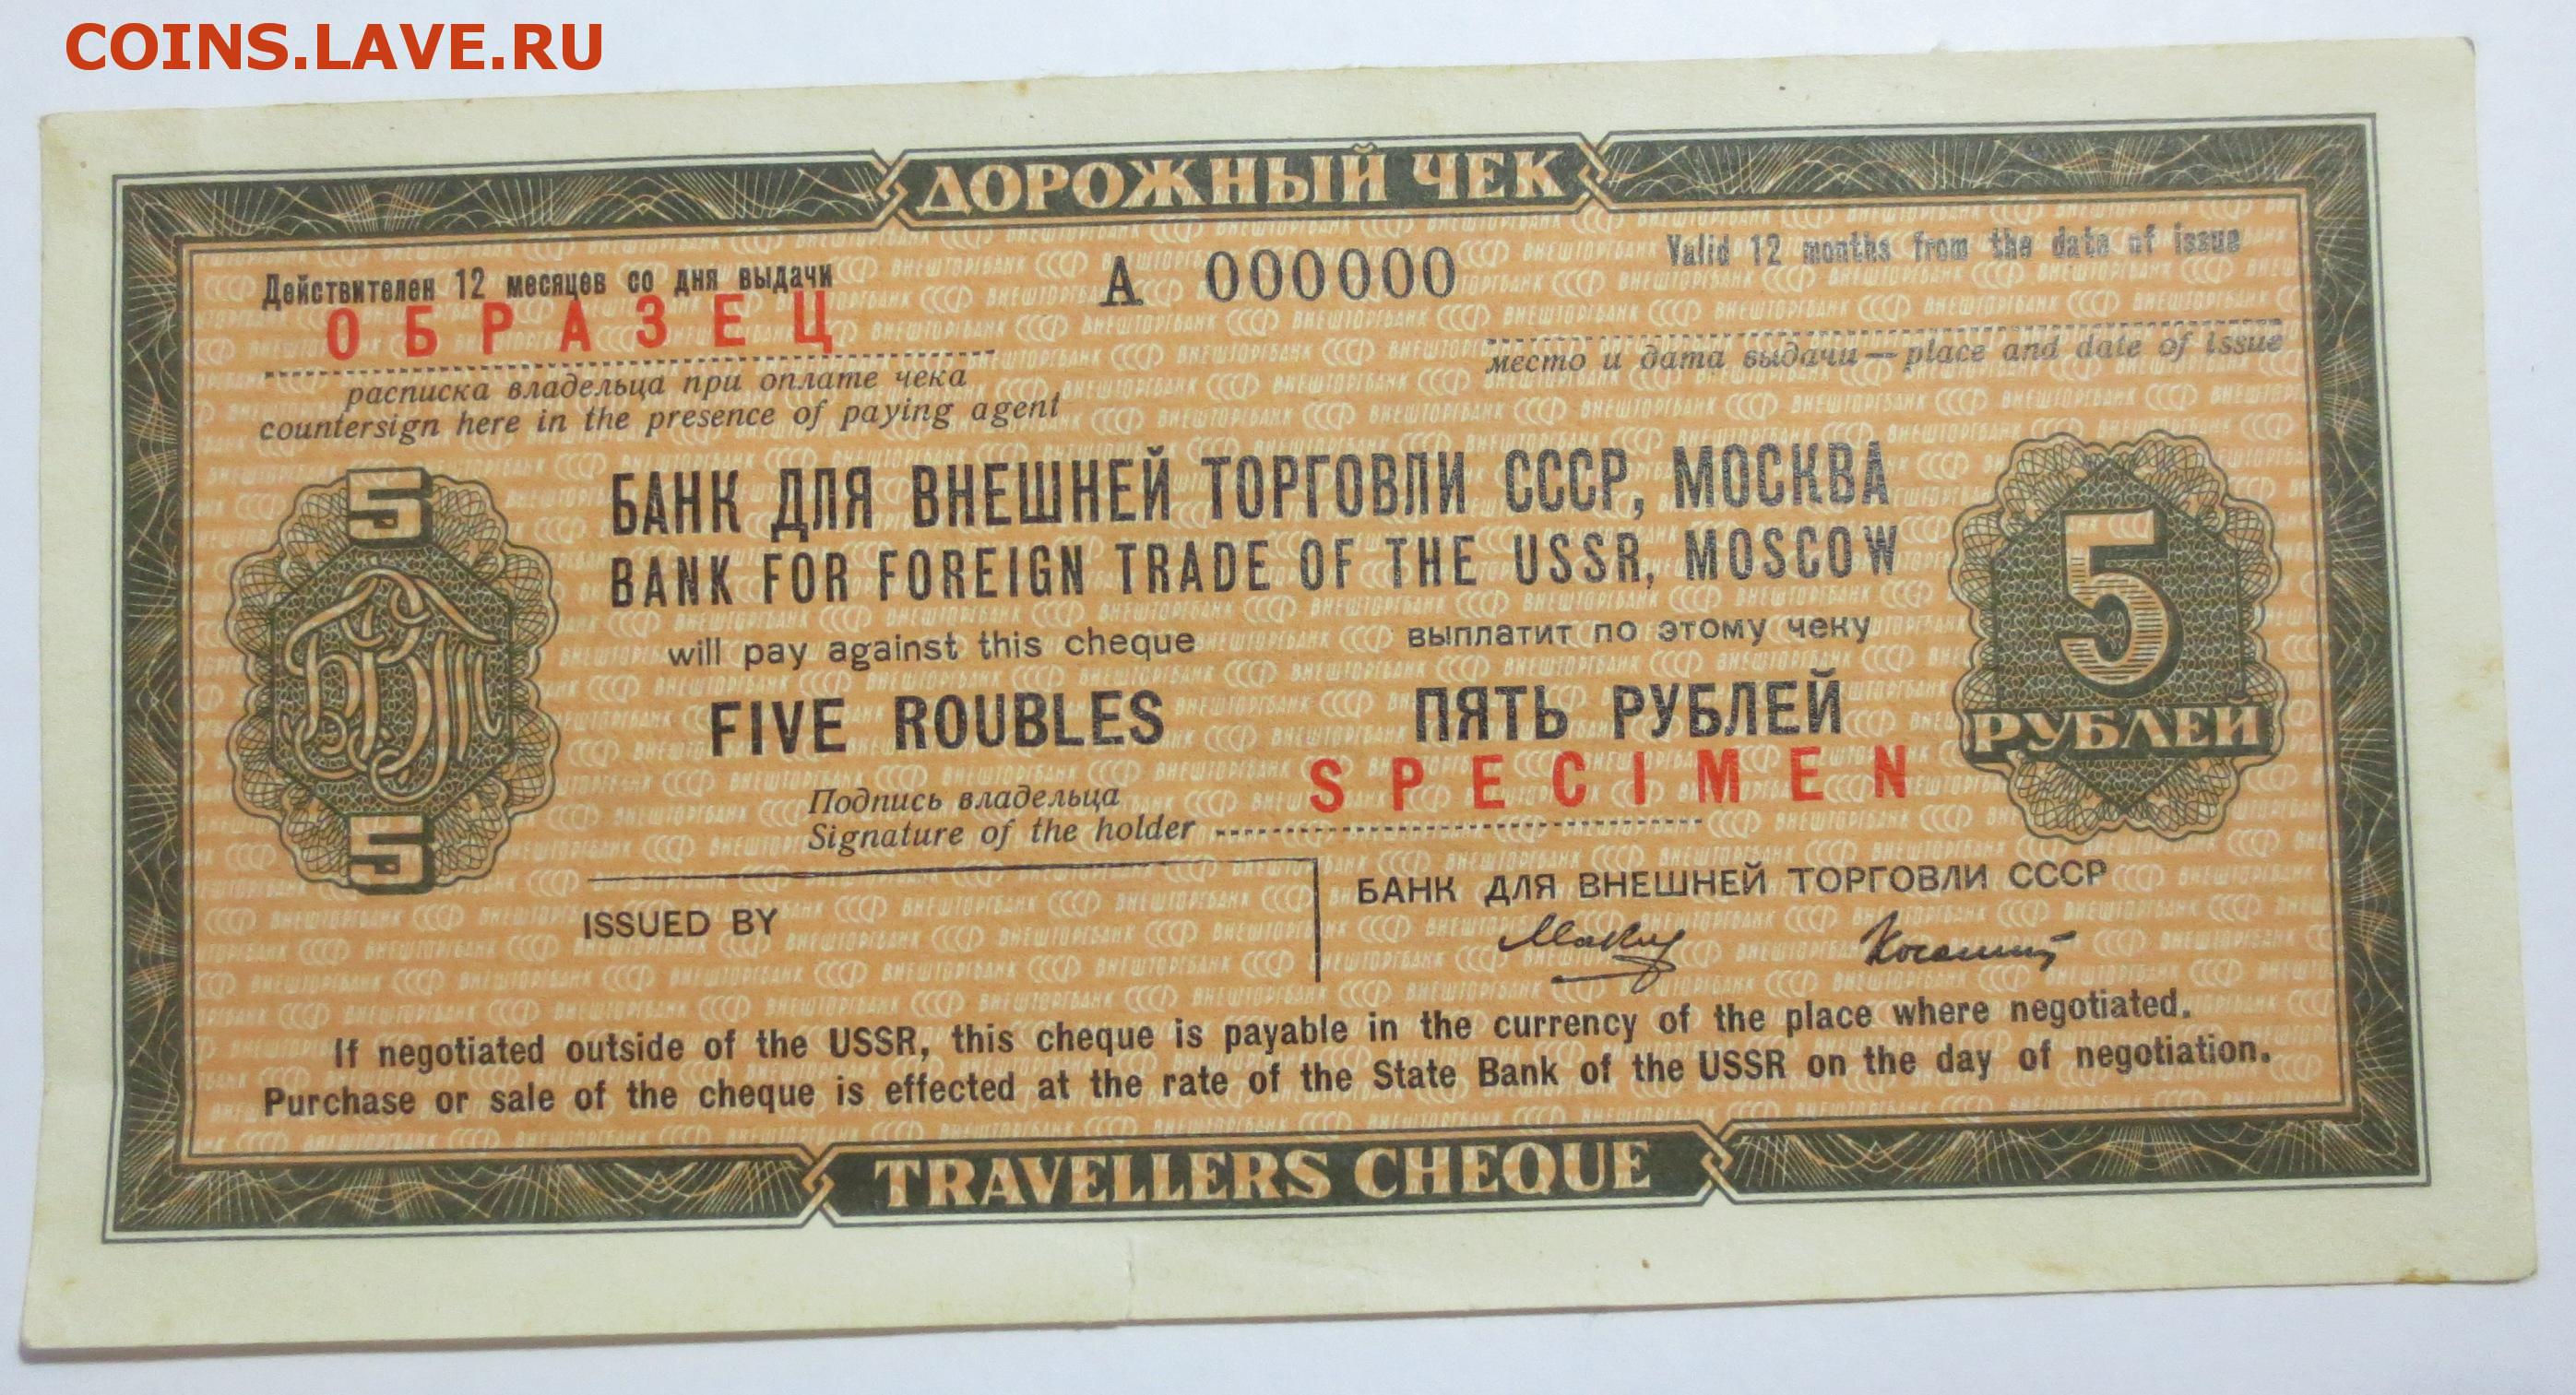 COINS.LAVE.RU
ДОРОЖНЫЙ ЧЕК
Действителен 12 месяцев со дня выдачи
А 000000
Valid 12 months from the date of issue
ОБРАЗЕЦ
расписка владельца при оплате чека
countersign here in the presence of paying agent
место и дата выдачи — place and date of issue
5
БАНК ДЛЯ ВНЕШНЕЙ ТОРГОВЛИ СССР, МОСКВА
BANK FOR FOREIGN TRADE OF THE USSR, MOSCOW
will pay against this cheque
выплатит по этому чеку
FIVE ROUBLES
ПЯТЬ РУБЛЕЙ
5
РУБЛЕЙ
SPECIMEN
Подпись владельца
Signature of the holder
5
ISSUED BY
БАНК ДЛЯ ВНЕШНЕЙ ТОРГОВЛИ СССР
If negotiated outside of the USSR, this cheque is payable in the currency of the place where negotiated.
Purchase or sale of the cheque is effected at the rate of the State Bank of the USSR on the day of negotiation.
TRAVELLERS CHEQUE
ВНЕШТОРГБАНК СССР